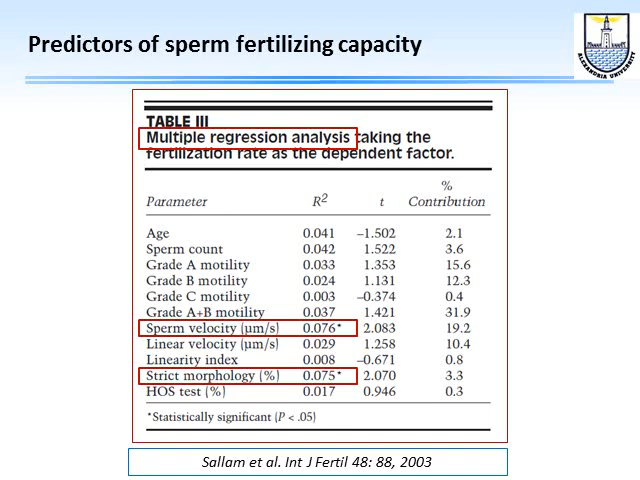 Predictors of sperm fertilizing capacity
ALEXANDRIA UNIVERSITY
TABLE III
Multiple regression analysis taking the
fertilization rate as the dependent factor.
%
Parameter R2 t Contribution
Age 0.041 –1.502 2.1
Sperm count 0.042 1.522 3.6
Grade A motility 0.033 1.353 15.6
Grade B motility 0.024 1.131 12.3
Grade C motility 0.003 –0.374 0.4
Grade A+B motility 0.037 1.421 31.9
Sperm velocity (µm/s) 0.076* 2.083 19.2
Linear velocity (µm/s) 0.029 1.258 10.4
Linearity index 0.008 –0.671 0.8
Strict morphology (%) 0.075* 2.070 3.3
HOS test (%) 0.017 0.946 0.3
*Statistically significant (P < .05)
Sallam et al. Int J Fertil 48: 88, 2003